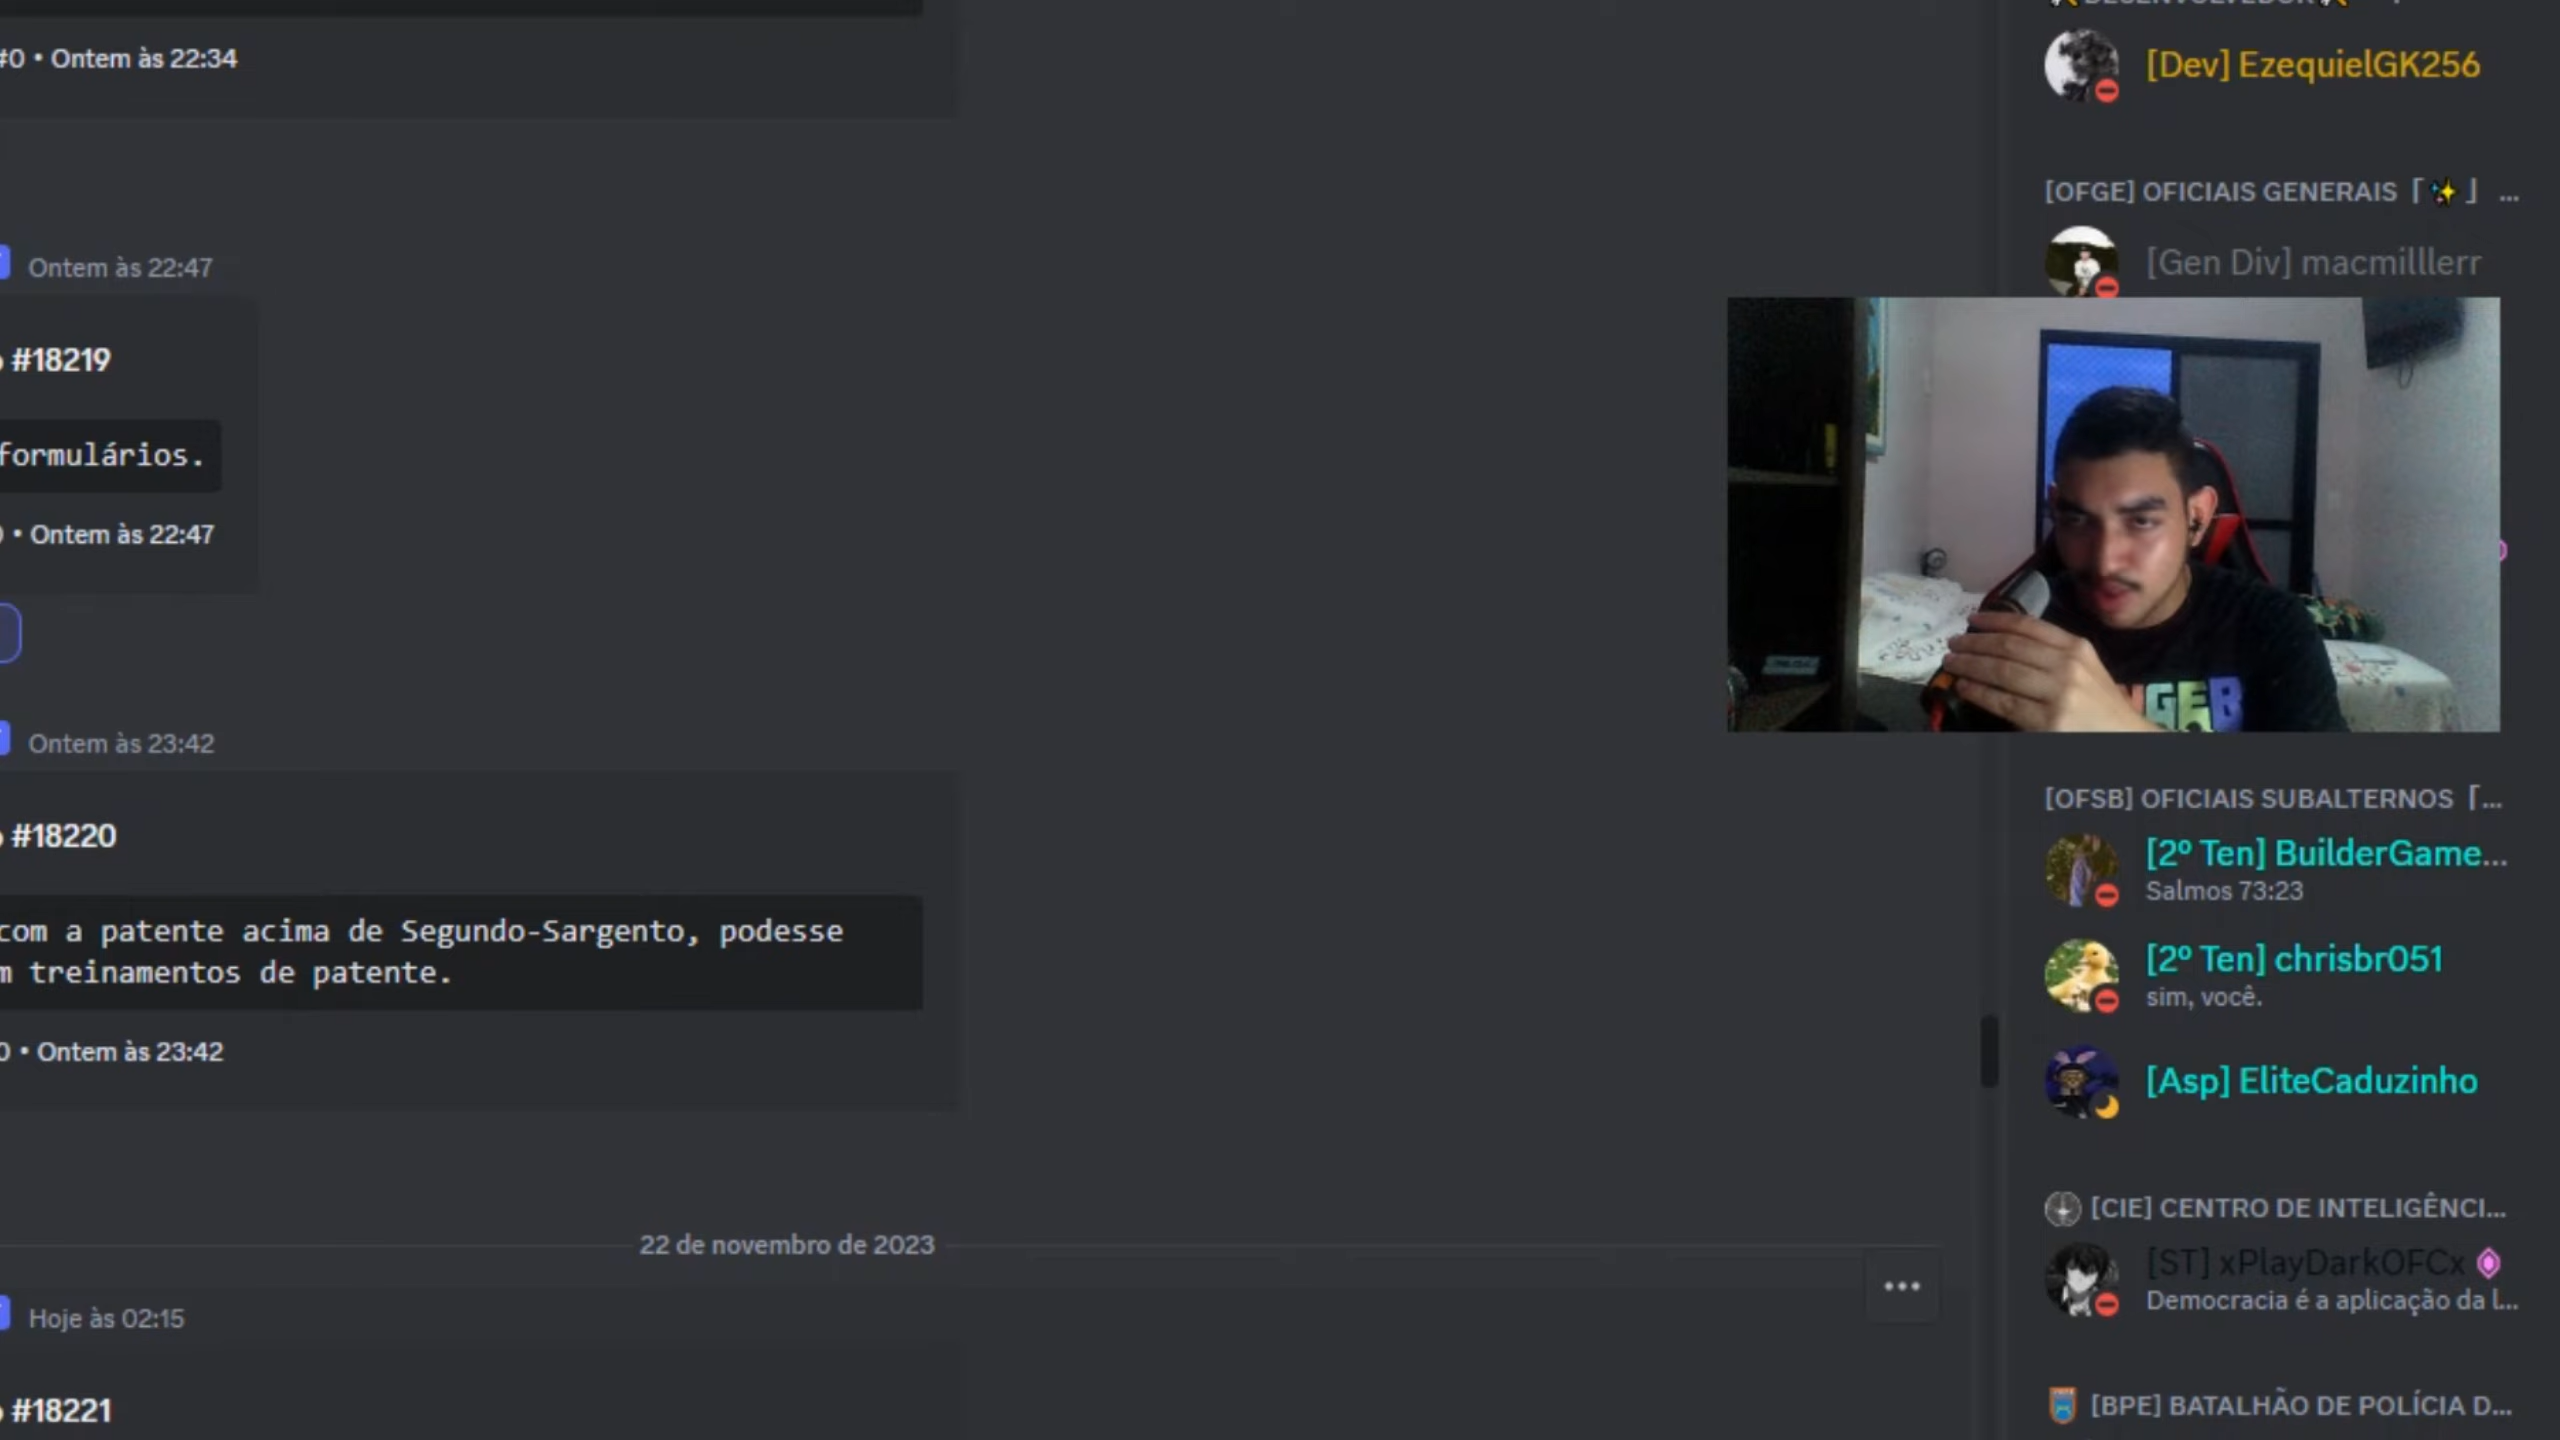 #0 • Ontem às 22:34
Ontem às 22:47
#18219
formulários.
• Ontem às 22:47
Ontem às 23:42
#18220
com a patente acima de Segundo-Sargento, podesse
m treinamentos de patente.
0 • Ontem às 23:42
22 de novembro de 2023
Hoje às 02:15
#18221
DESENVOLVEDOR
[Dev] EzequielGK256
[OFGE] OFICIAIS GENERAIS「✨」 ...
[Gen Div] macmilllerr
NGER
[OFSB] OFICIAIS SUBALTERNOS「...
[2º Ten] BuilderGame...
Salmos 73:23
[2º Ten] chrisbr051
sim, você.
[Asp] EliteCaduzinho
[CIE] CENTRO DE INTELIGÊNCI...
[ST] xPlayDarkOFCx
Democracia é a aplicação da l...
[BPE] BATALHÃO DE POLÍCIA D...